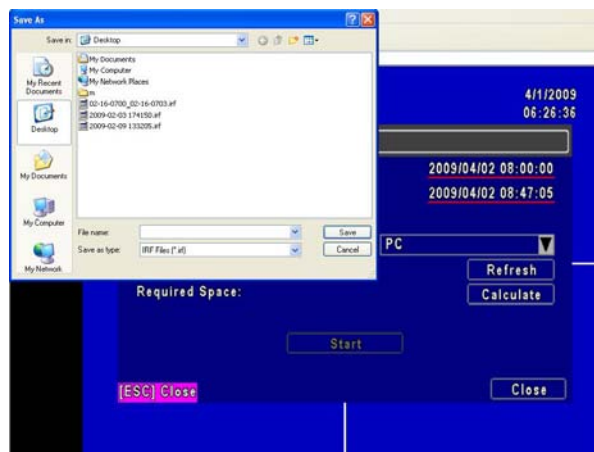 Save As
Save in: Desktop
My Recent Documents
Desktop
My Documents
My Computer
My Network
My Documents
My Computer
My Network Places
m
02-16-0700_02-16-0703.irf
2009-02-03 174150.irf
2009-02-09 133205.irf
File name:
Save
Save as type: IRF Files (*.irf)
Cancel
4/1/2009
06:26:36
2009/04/02 08:00:00
2009/04/02 08:47:05
PC
Refresh
Required Space:
Calculate
Start
[ESC] Close
Close